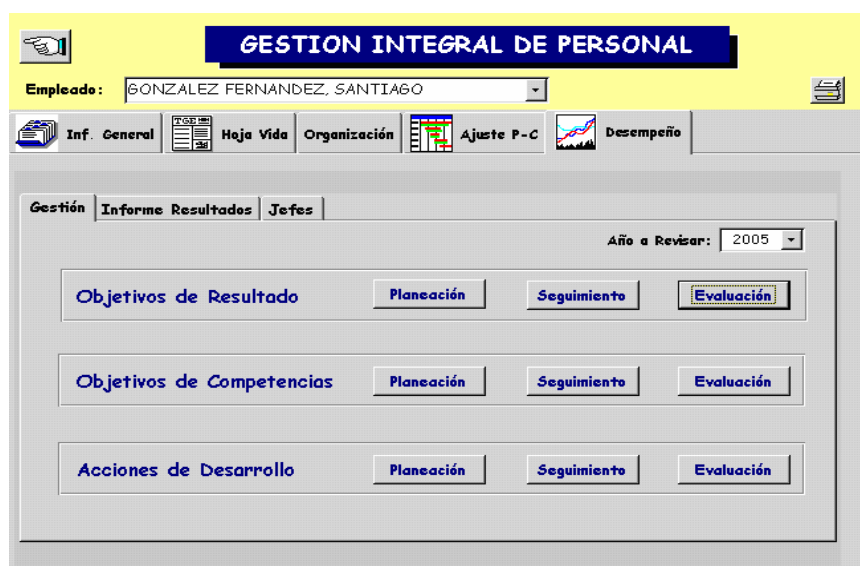 GESTION INTEGRAL DE PERSONAL
Empleado: GONZALEZ FERNANDEZ, SANTIAGO
Inf. General TGE Hoja Vida Organización Ajuste P-C Desempeño
Gestión Informe Resultados Jefes
Año a Revisar: 2005
Objetivos de Resultado Planeación Seguimiento Evaluación
Objetivos de Competencias Planeación Seguimiento Evaluación
Acciones de Desarrollo Planeación Seguimiento Evaluación